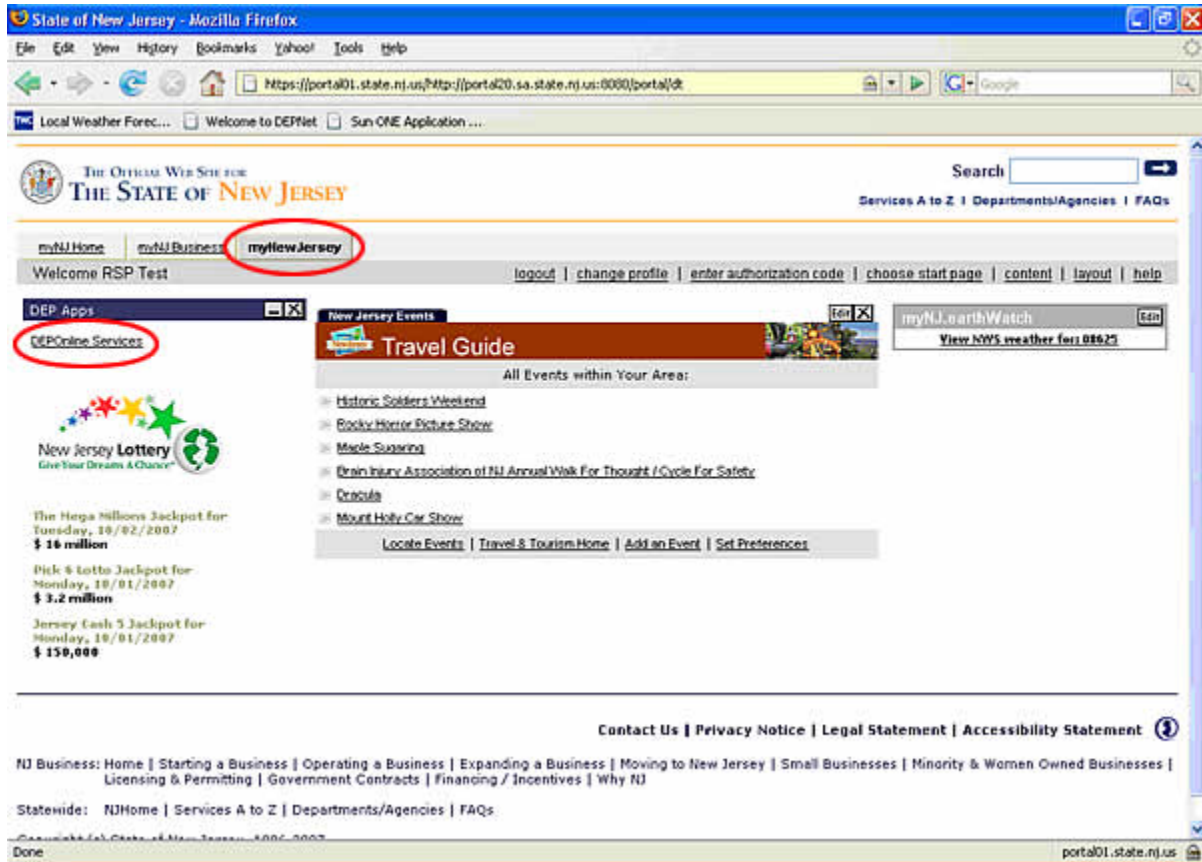 State of New Jersey - Mozilla Firefox
File Edit View History Bookmarks Yahoo! Tools Help
https://portal01.state.nj.us/http://portal20.sa.state.nj.us:8080/portal/dt
Google
TWC Local Weather Forec... Welcome to DEPNet Sun ONE Application ...
THE OFFICIAL WEB SITE FOR
THE STATE OF NEW JERSEY
Search
Services A to Z | Departments/Agencies | FAQs
myNJ Home myNJ Business myNewJersey
Welcome RSP Test
logout | change profile | enter authorization code | choose start page | content | layout | help
DEP Apps
DEPOnline Services
New Jersey Lottery
Give Your Dreams A Chance
The Mega Millions Jackpot for
Tuesday, 10/02/2007
$ 16 million
Pick 6 Lotto Jackpot for
Monday, 10/01/2007
$ 3.2 million
Jersey Cash 5 Jackpot for
Monday, 10/01/2007
$ 150,000
New Jersey Events
Edit
Travel Guide
All Events within Your Area:
Historic Soldiers Weekend
Rocky Horror Picture Show
Maple Sugaring
Brain Injury Association of NJ Annual Walk For Thought / Cycle For Safety
Dracula
Mount Holly Car Show
Locate Events | Travel & Tourism Home | Add an Event | Set Preferences
myNJ.earthWatch
Edit
View NWS weather for: 08625
Contact Us | Privacy Notice | Legal Statement | Accessibility Statement
NJ Business: Home | Starting a Business | Operating a Business | Expanding a Business | Moving to New Jersey | Small Businesses | Minority & Women Owned Businesses |
Licensing & Permitting | Government Contracts | Financing / Incentives | Why NJ
Statewide: NJHome | Services A to Z | Departments/Agencies | FAQs
Copyright (c) State of New Jersey, 1996-2007
Done
portal01.state.nj.us